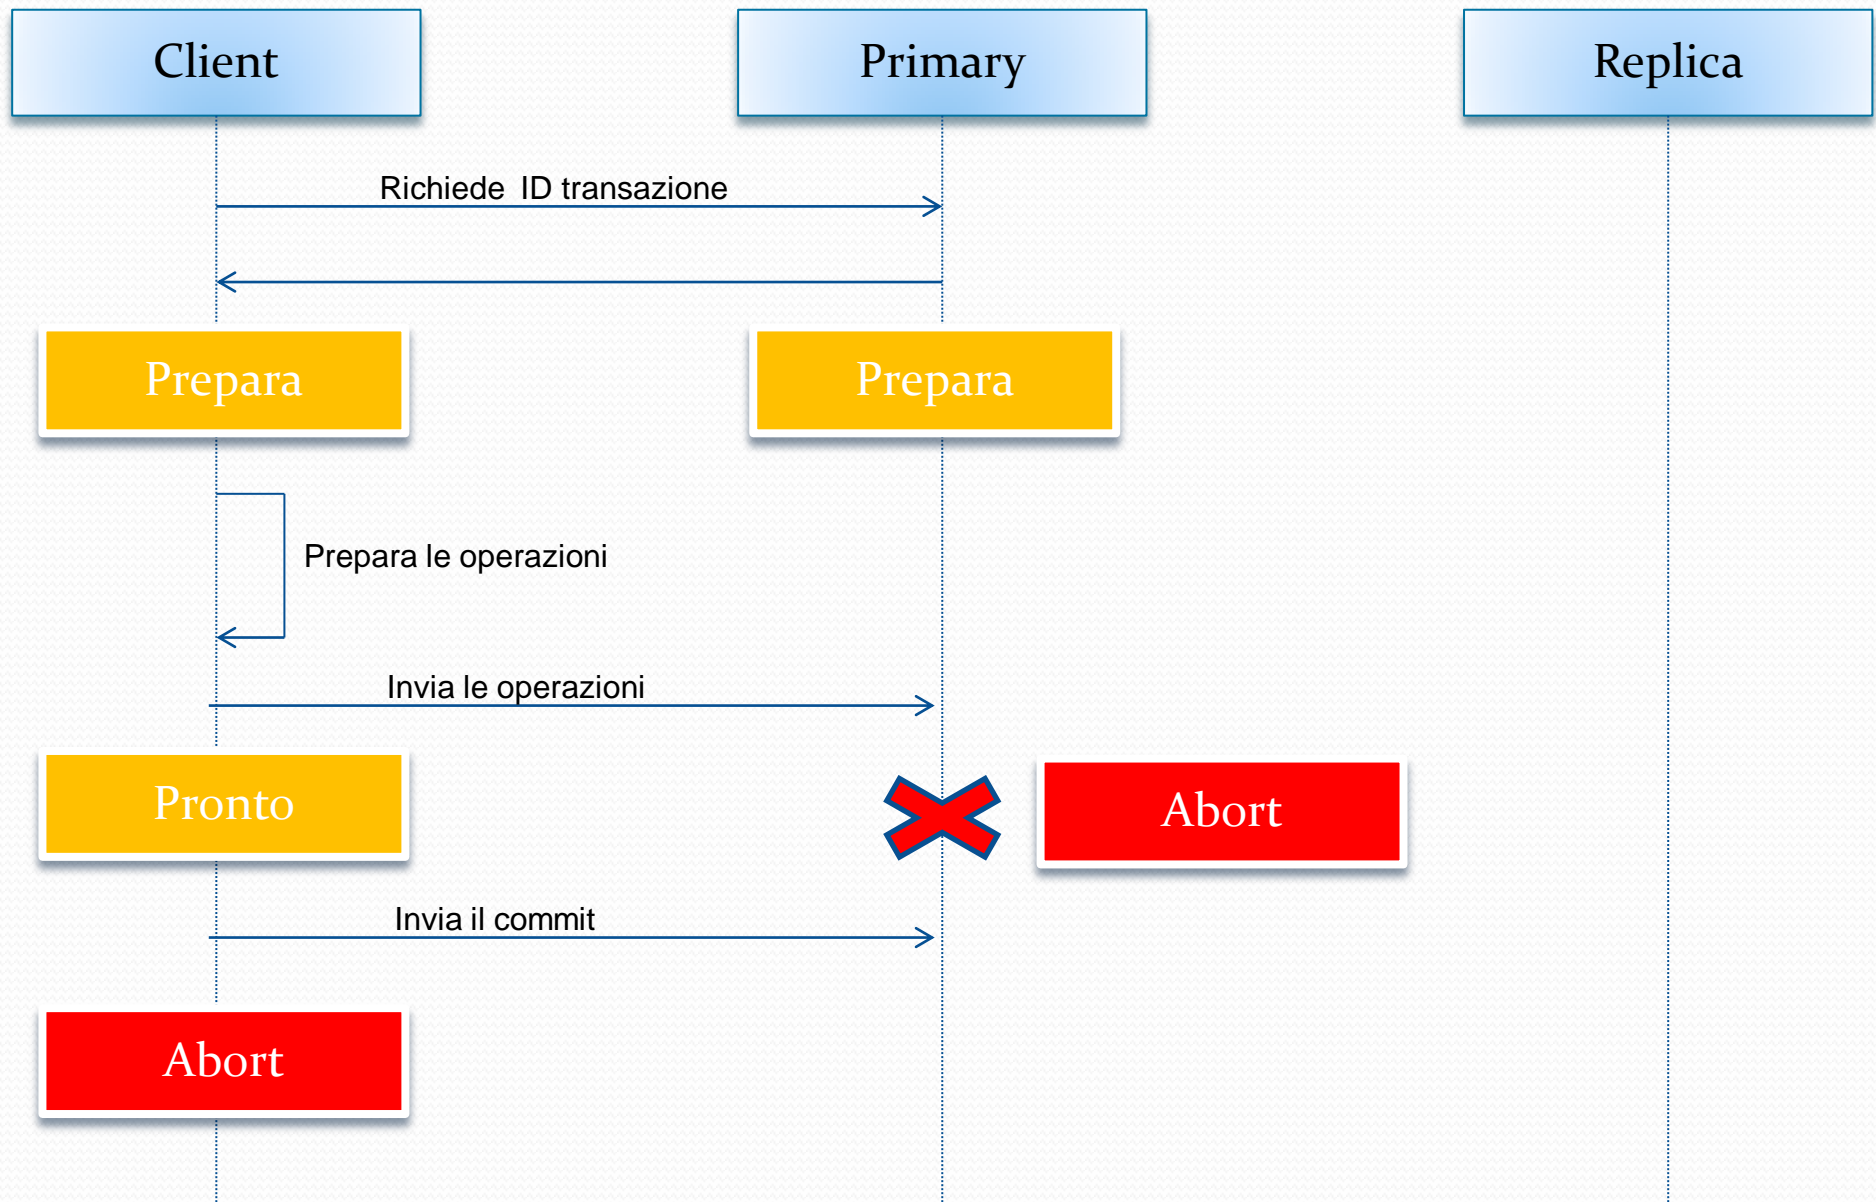 Client
Primary
Replica
Richiede ID transazione
Prepara
Prepara
Prepara le operazioni
Invia le operazioni
Pronto
Abort
Invia il commit
Abort